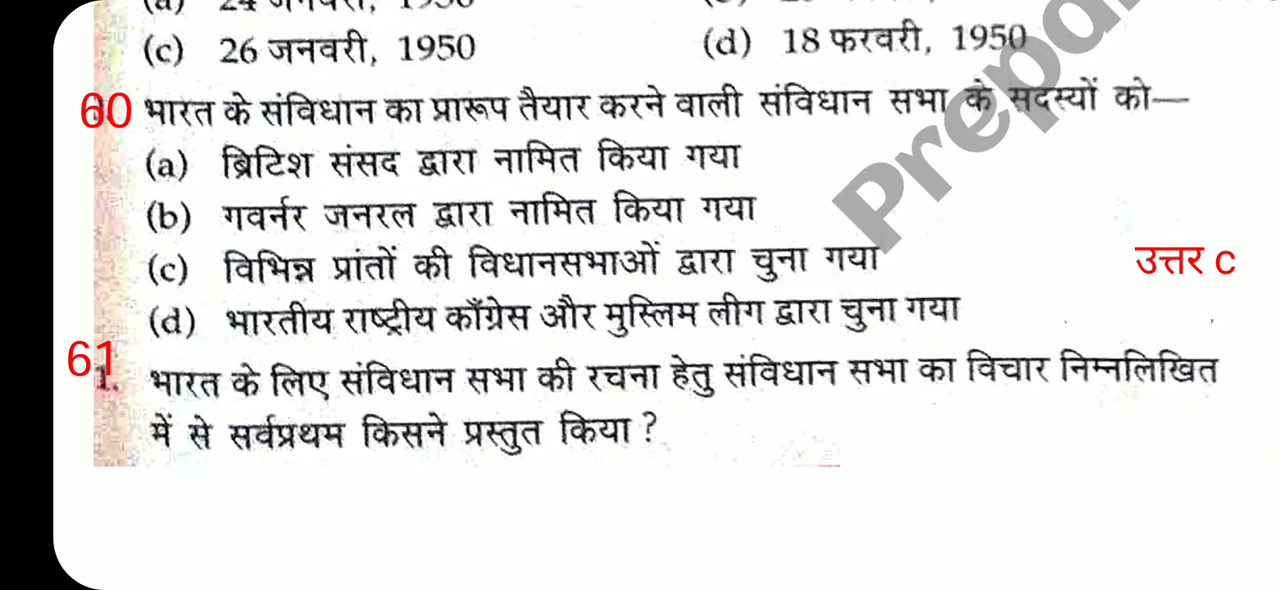 (c) 26 जनवरी, 1950 (d) 18 फरवरी, 1950
60 भारत के संविधान का प्रारूप तैयार करने वाली संविधान सभा के सदस्यों को—
(a) ब्रिटिश संसद द्वारा नामित किया गया
(b) गवर्नर जनरल द्वारा नामित किया गया
(c) विभिन्न प्रांतों की विधानसभाओं द्वारा चुना गया उत्तर c
(d) भारतीय राष्ट्रीय काँग्रेस और मुस्लिम लीग द्वारा चुना गया
61 1. भारत के लिए संविधान सभा की रचना हेतु संविधान सभा का विचार निम्नलिखित
में से सर्वप्रथम किसने प्रस्तुत किया ?